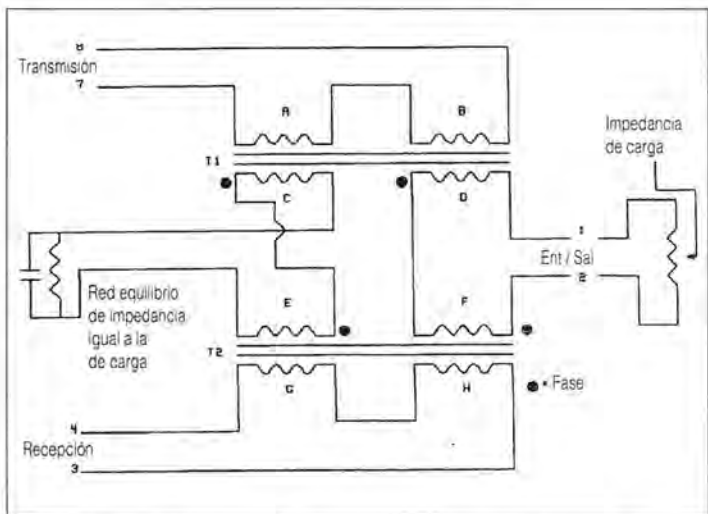 8
Transmisión
7
A
B
Impedancia
de carga
T1
C
D
1
Ent / Sal
2
Red equilibrio
de impedancia
igual a la
de carga
E
F
T2
G
H
• Fase
4
Recepción
3